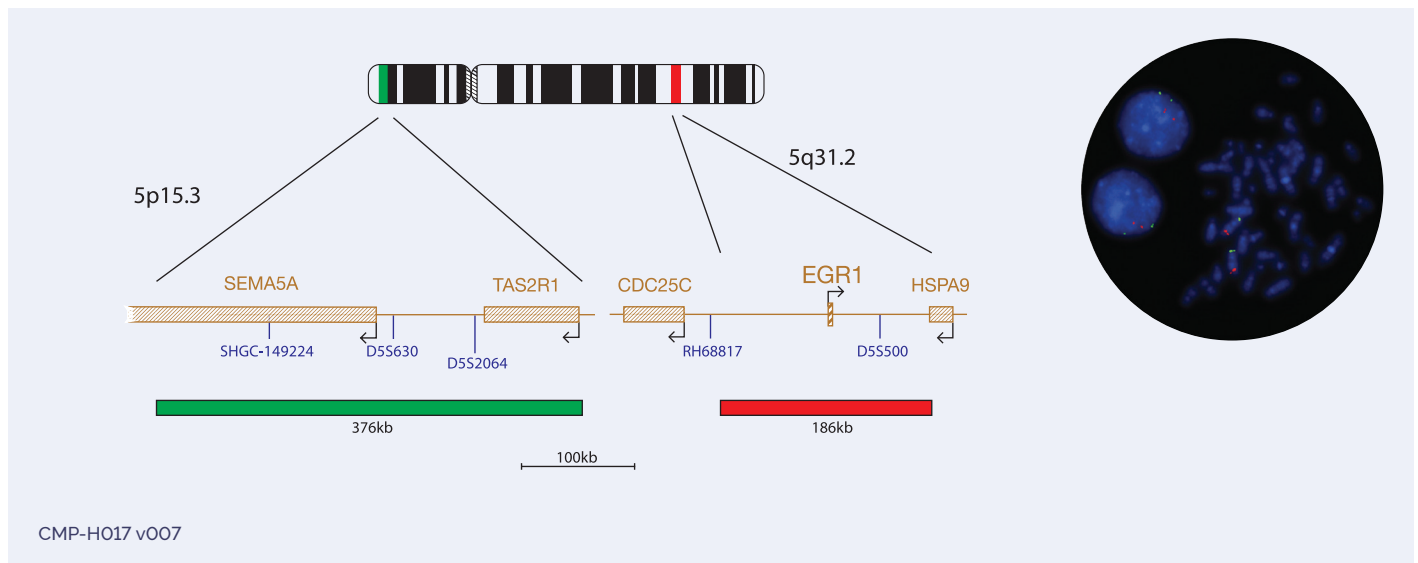 5q31.2
5p15.3
SEMA5A
TAS2R1
CDC25C
EGR1
HSPA9
SHGC-149224
D5S630
D5S2064
RH68817
D5S500
376kb
186kb
100kb
CMP-H017 v007